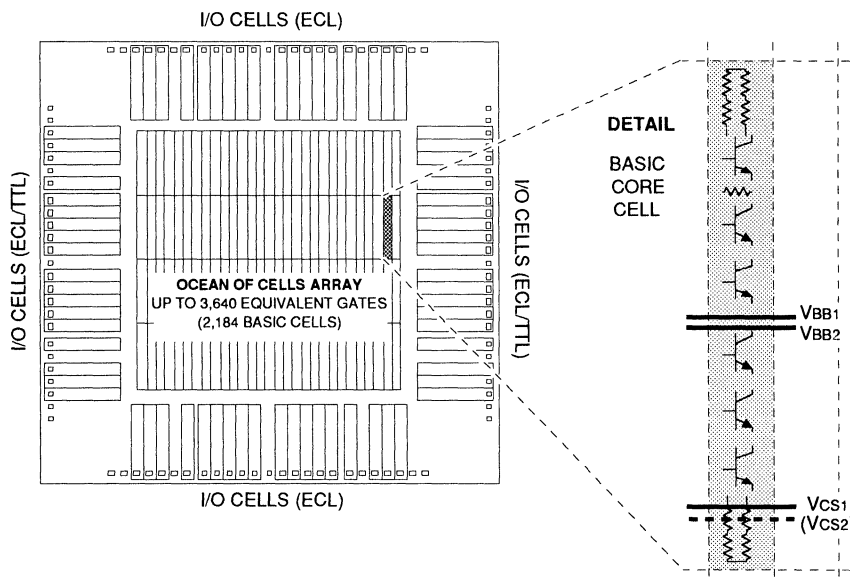 I/O CELLS (ECL)
I/O CELLS (ECL/TTL)
OCEAN OF CELLS ARRAY
UP TO 3,640 EQUIVALENT GATES
(2,184 BASIC CELLS)
I/O CELLS (ECL/TTL)
I/O CELLS (ECL)
DETAIL
BASIC
CORE
CELL
VBB1
VBB2
VCS1
(VCS2